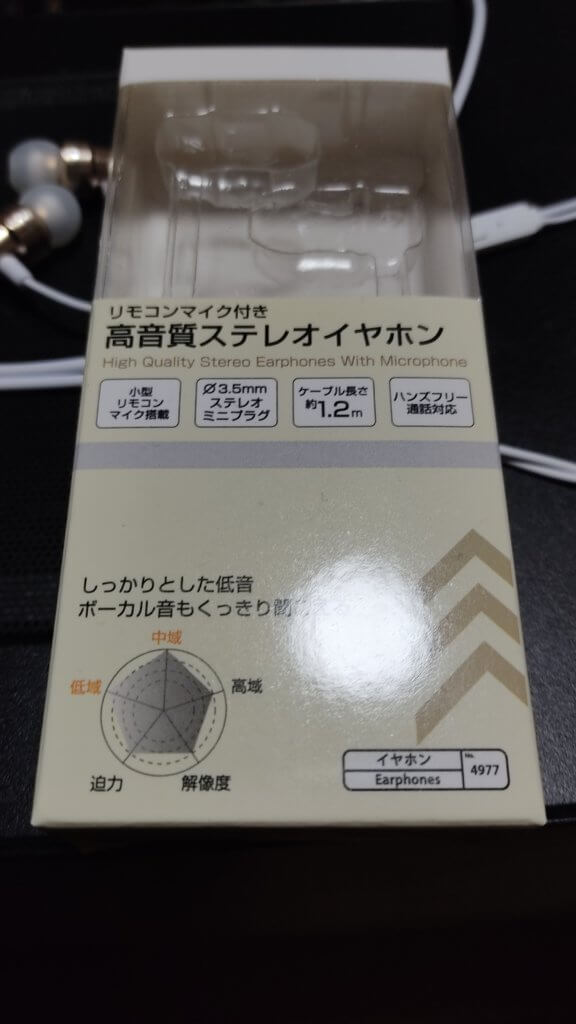 リモコンマイク付き
高音質ステレオイヤホン
High Quality Stereo Earphones With Microphone
小型
リモコン
マイク搭載
Ø3.5mm
ステレオ
ミニプラグ
ケーブル長さ
約1.2m
ハンズフリー
通話対応
しっかりとした低音
ボーカル音もくっきり聞こえる
中域
低域
高域
迫力
解像度
イヤホン
Earphones
No.
4977